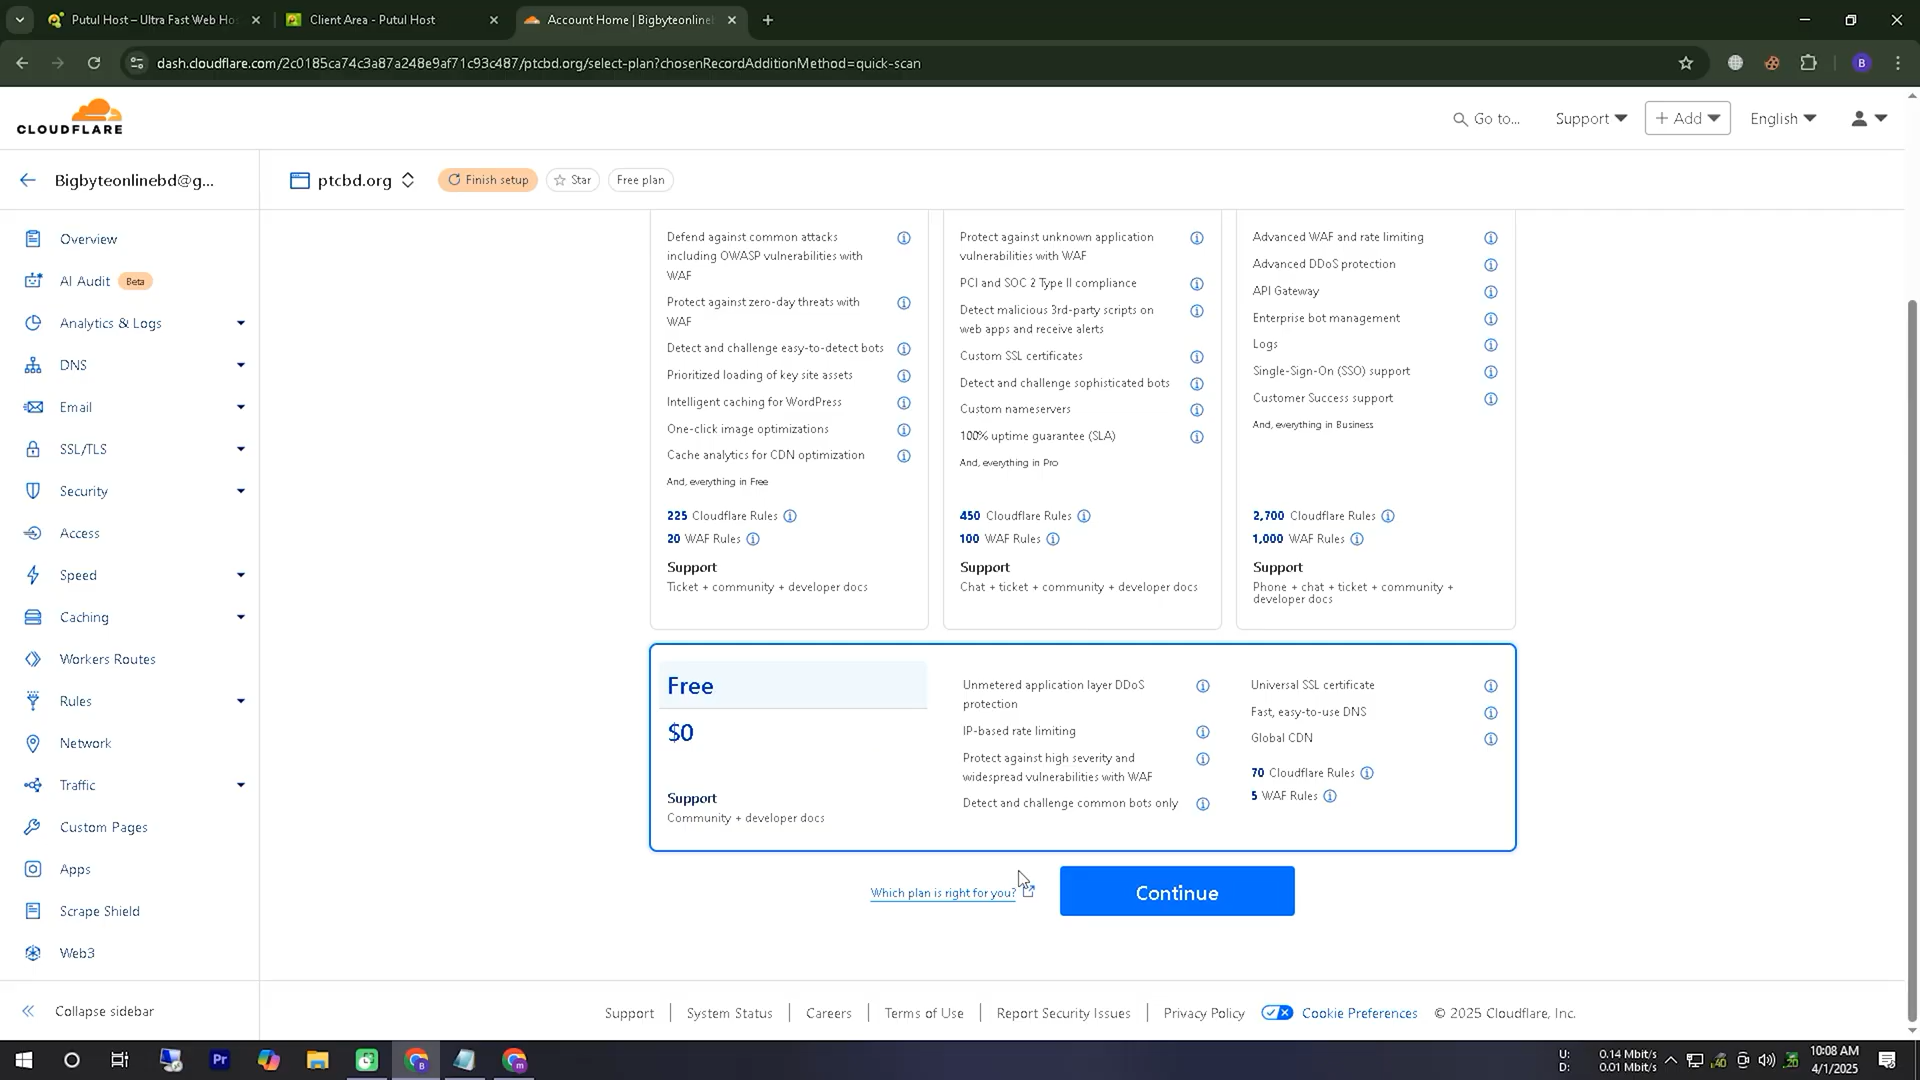 Putul Host – Ultra Fast Web Ho
Client Area - Putul Host
Account Home | Bigbyteonline
dash.cloudflare.com/2c0185ca74c3a87a248e9af71c93c487/ptcbd.org/select-plan?chosenRecordAdditionMethod=quick-scan
B
CLOUDFLARE
Go to...
Support
+ Add
English
Bigbyteonlinebd@g...
ptcbd.org
Finish setup
Star
Free plan
Overview
AI Audit Beta
Analytics & Logs
DNS
Email
SSL/TLS
Security
Access
Speed
Caching
Workers Routes
Rules
Network
Traffic
Custom Pages
Apps
Scrape Shield
Web3
Collapse sidebar
Defend against common attacks
including OWASP vulnerabilities with
WAF
Protect against zero-day threats with
WAF
Detect and challenge easy-to-detect bots
Prioritized loading of key site assets
Intelligent caching for WordPress
One-click image optimizations
Cache analytics for CDN optimization
And, everything in Free
225 Cloudflare Rules
20 WAF Rules
Support
Ticket + community + developer docs
Protect against unknown application
vulnerabilities with WAF
PCI and SOC 2 Type II compliance
Detect malicious 3rd-party scripts on
web apps and receive alerts
Custom SSL certificates
Detect and challenge sophisticated bots
Custom nameservers
100% uptime guarantee (SLA)
And, everything in Pro
450 Cloudflare Rules
100 WAF Rules
Support
Chat + ticket + community + developer docs
Advanced WAF and rate limiting
Advanced DDoS protection
API Gateway
Enterprise bot management
Logs
Single-Sign-On (SSO) support
Customer Success support
And, everything in Business
2,700 Cloudflare Rules
1,000 WAF Rules
Support
Phone + chat + ticket + community +
developer docs
Free
$0
Support
Community + developer docs
Unmetered application layer DDoS
protection
IP-based rate limiting
Protect against high severity and
widespread vulnerabilities with WAF
Detect and challenge common bots only
Universal SSL certificate
Fast, easy-to-use DNS
Global CDN
70 Cloudflare Rules
5 WAF Rules
Which plan is right for you?
Continue
Support
System Status
Careers
Terms of Use
Report Security Issues
Privacy Policy
Cookie Preferences
© 2025 Cloudflare, Inc.
Pr
U: 0.14 Mbit/s
D: 0.01 Mbit/s
10:08 AM
4/1/2025